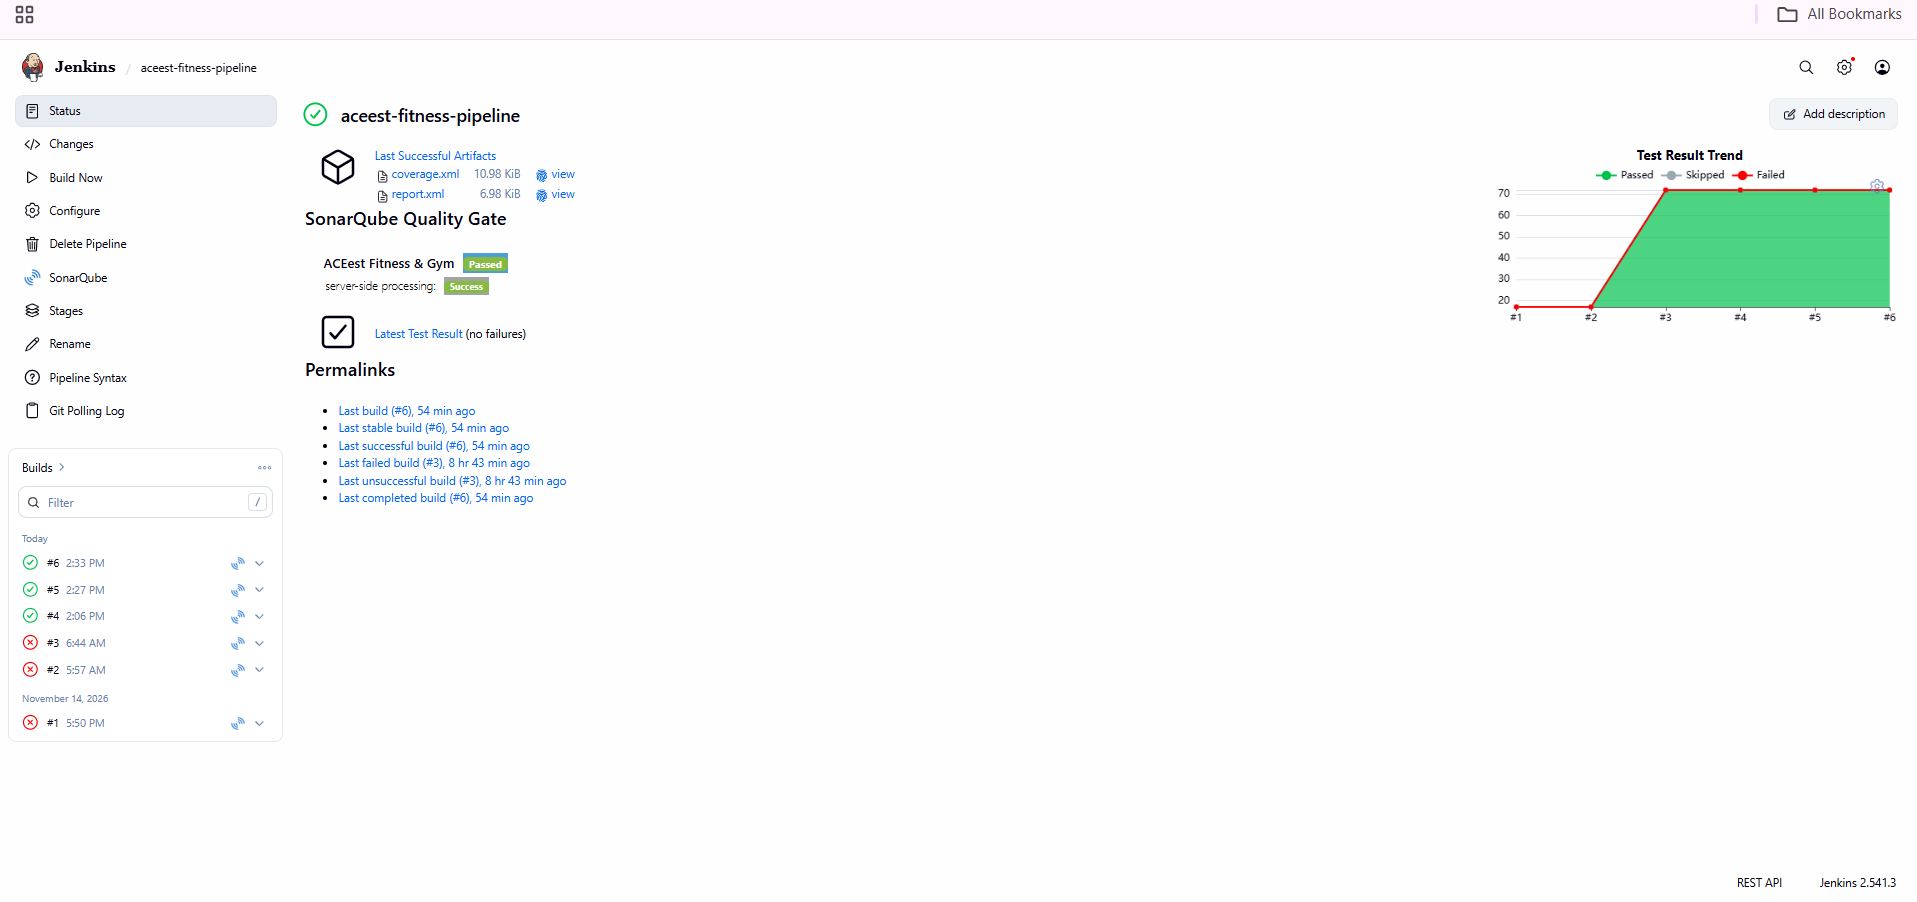 All Bookmarks
Jenkins / aceest-fitness-pipeline
Status
Changes
Build Now
Configure
Delete Pipeline
SonarQube
Stages
Rename
Pipeline Syntax
Git Polling Log
Builds
Filter /
Today
#6 2:33 PM
#5 2:27 PM
#4 2:06 PM
#3 6:44 AM
#2 5:57 AM
November 14, 2026
#1 5:50 PM
aceest-fitness-pipeline
Add description
Last Successful Artifacts
coverage.xml 10.98 KiB view
report.xml 6.98 KiB view
SonarQube Quality Gate
ACEest Fitness & Gym Passed
server-side processing: Success
Latest Test Result (no failures)
Permalinks
Last build (#6), 54 min ago
Last stable build (#6), 54 min ago
Last successful build (#6), 54 min ago
Last failed build (#3), 8 hr 43 min ago
Last unsuccessful build (#3), 8 hr 43 min ago
Last completed build (#6), 54 min ago
Test Result Trend
Passed Skipped Failed
70
60
50
40
30
20
#1 #2 #3 #4 #5 #6
REST API Jenkins 2.541.3